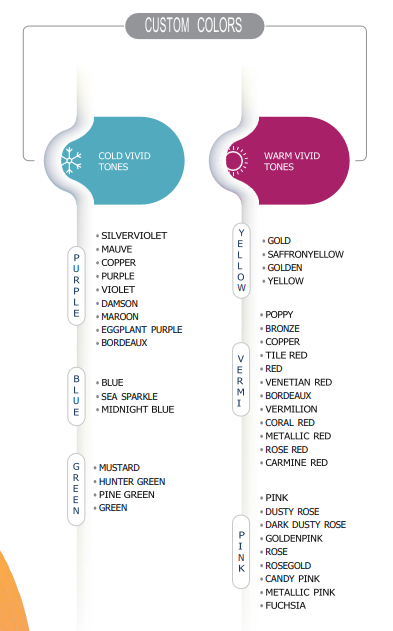 CUSTOM COLORS
COLD VIVID
TONES
PURPLE
• SILVERVIOLET
• MAUVE
• COPPER
• PURPLE
• VIOLET
• DAMSON
• MAROON
• EGGPLANT PURPLE
• BORDEAUX
BLUE
• BLUE
• SEA SPARKLE
• MIDNIGHT BLUE
GREEN
• MUSTARD
• HUNTER GREEN
• PINE GREEN
• GREEN
WARM VIVID
TONES
YELLOW
• GOLD
• SAFFRONYELLOW
• GOLDEN
• YELLOW
VERMI
• POPPY
• BRONZE
• COPPER
• TILE RED
• RED
• VENETIAN RED
• BORDEAUX
• VERMILION
• CORAL RED
• METALLIC RED
• ROSE RED
• CARMINE RED
PINK
• PINK
• DUSTY ROSE
• DARK DUSTY ROSE
• GOLDENPINK
• ROSE
• ROSEGOLD
• CANDY PINK
• METALLIC PINK
• FUCHSIA